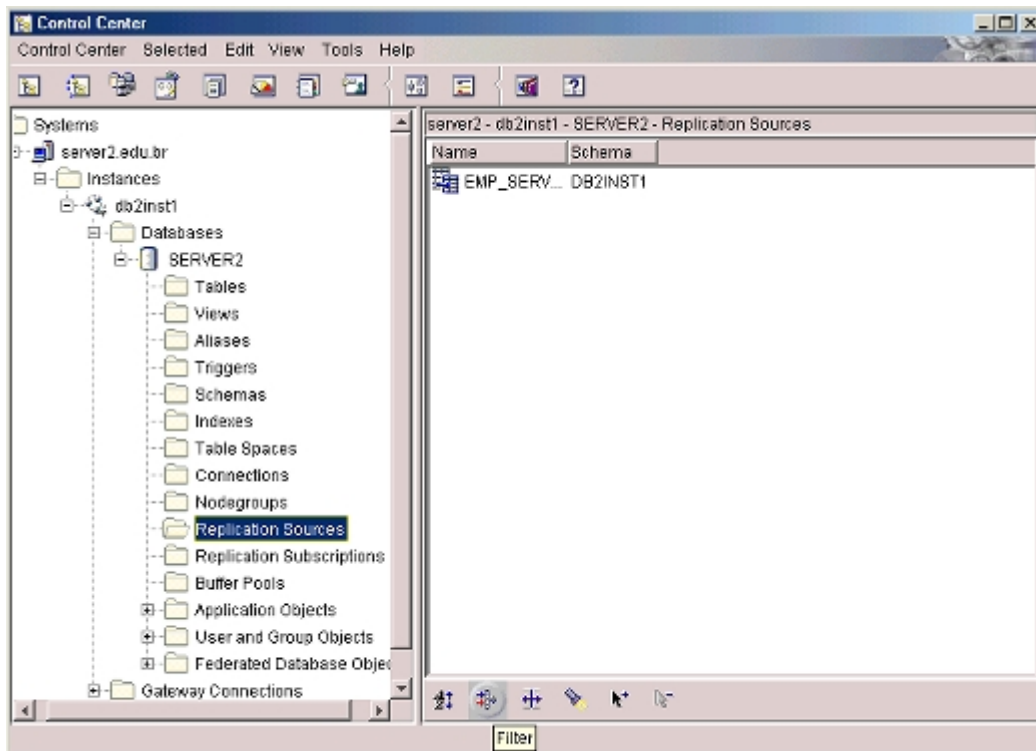 Control Center
Control Center Selected Edit View Tools Help
Systems
server2.edu.br
Instances
db2inst1
Databases
SERVER2
Tables
Views
Aliases
Triggers
Schemas
Indexes
Table Spaces
Connections
Nodegroups
Replication Sources
Replication Subscriptions
Buffer Pools
Application Objects
User and Group Objects
Federated Database Objec
Gateway Connections
server2 - db2inst1 - SERVER2 - Replication Sources
Name Schema
EMP_SERV... DB2INST1
Filter